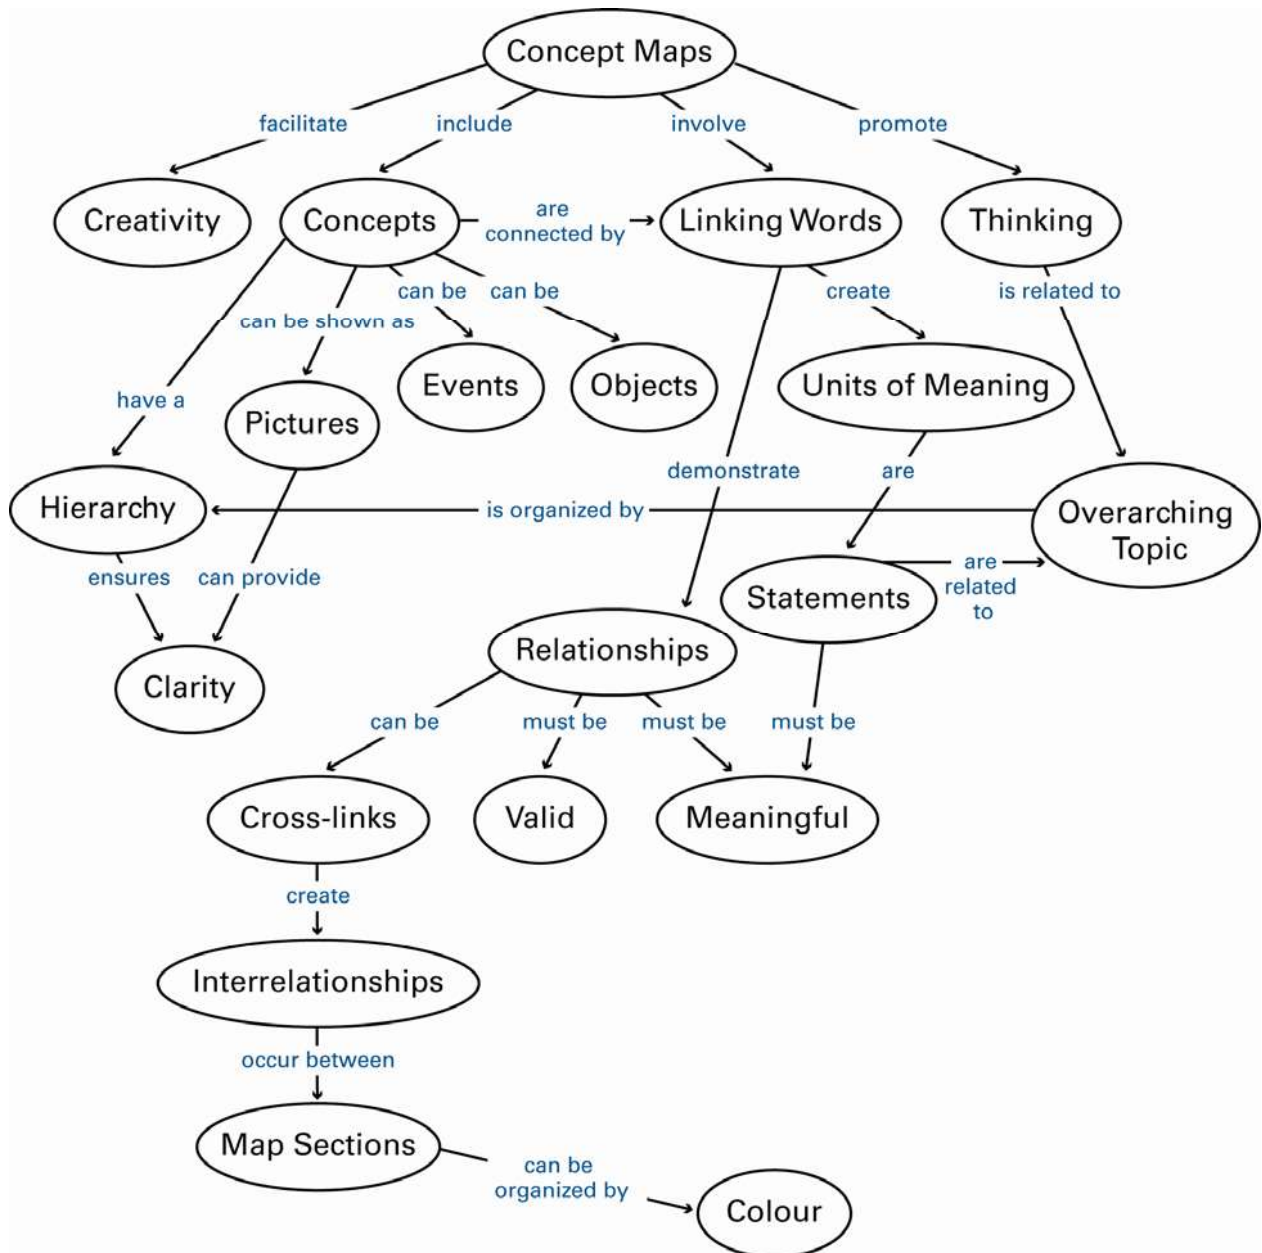 Concept Maps
facilitate
include
involve
promote
Creativity
Concepts
are
connected by
Linking Words
Thinking
can be
can be
create
is related to
can be shown as
Events
Objects
Units of Meaning
have a
Pictures
demonstrate
are
Hierarchy
is organized by
Overarching
Topic
ensures
can provide
are
related
to
Statements
Relationships
Clarity
can be
must be
must be
must be
Cross-links
Valid
Meaningful
create
Interrelationships
occur between
Map Sections
can be
organized by
Colour